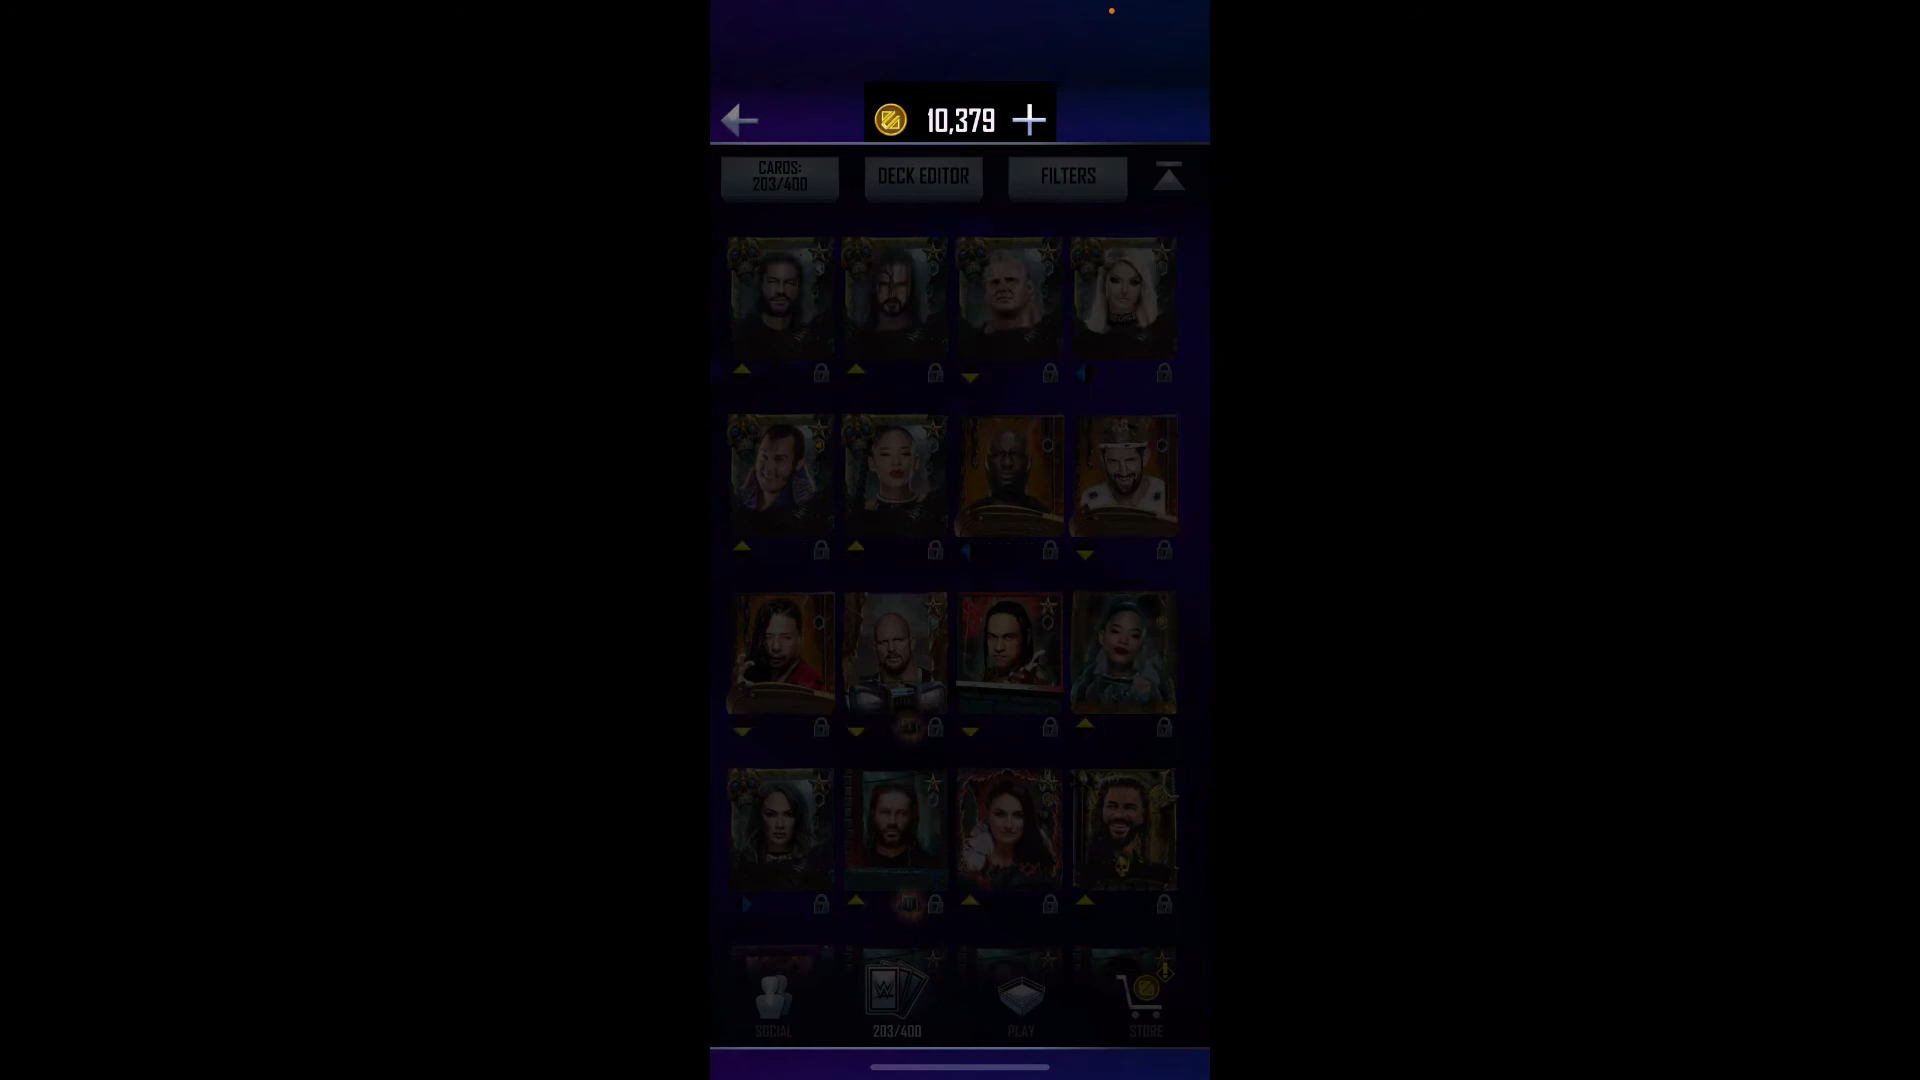 10,379
CARDS:
203/400
DECK EDITOR
FILTERS
SOCIAL
203/400
PLAY
STORE